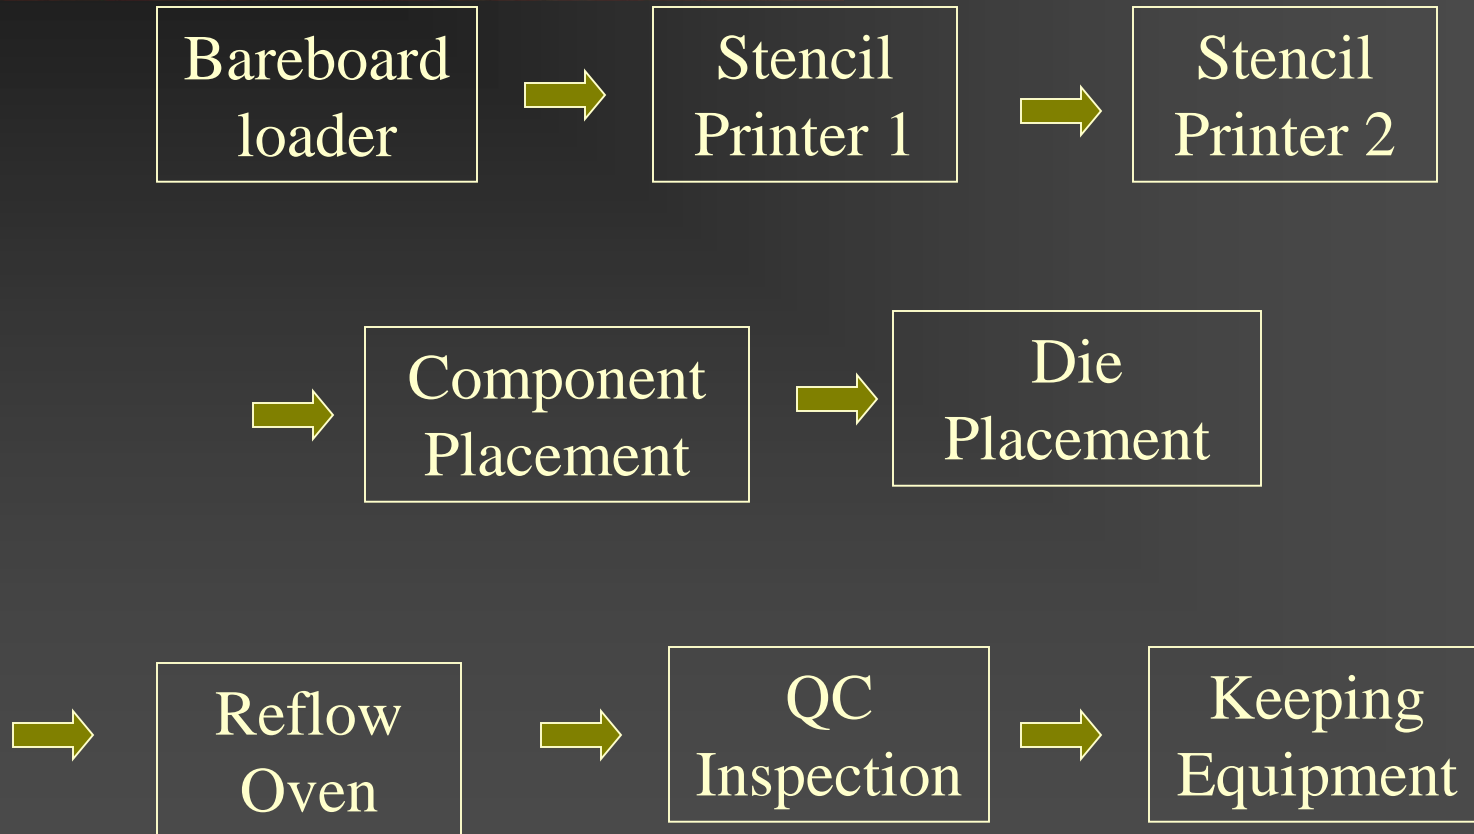 Bareboard
loader
Stencil
Printer 1
Stencil
Printer 2
Component
Placement
Die
Placement
Reflow
Oven
QC
Inspection
Keeping
Equipment